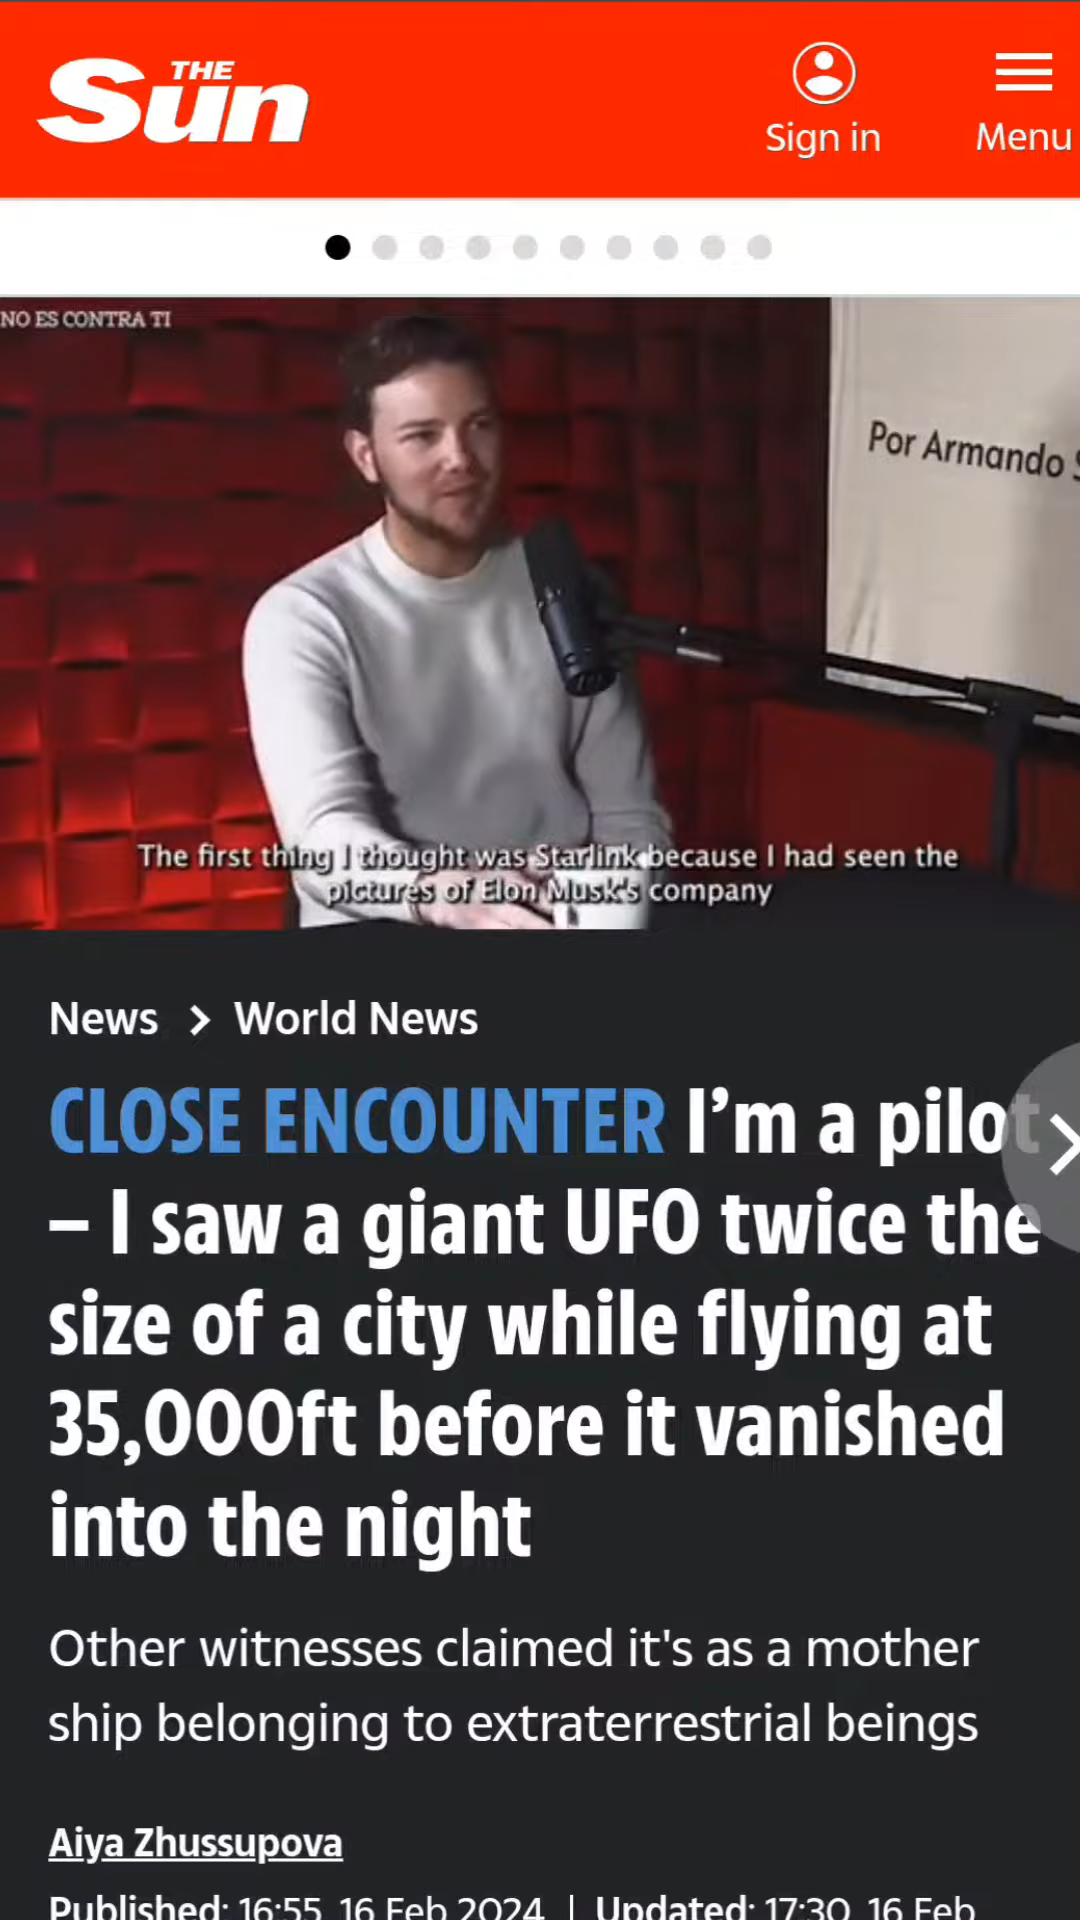 THE
Sun
Sign in
Menu
NO ES CONTRA TI
Por Armando
The first thing I thought was Starlink because I had seen the
pictures of Elon Musk's company
News > World News
CLOSE ENCOUNTER I’m a pilot
– I saw a giant UFO twice the
size of a city while flying at
35,000ft before it vanished
into the night
Other witnesses claimed it's as a mother
ship belonging to extraterrestrial beings
Aiya Zhussupova
Published: 16:55, 16 Feb 2024 | Updated: 17:30, 16 Feb